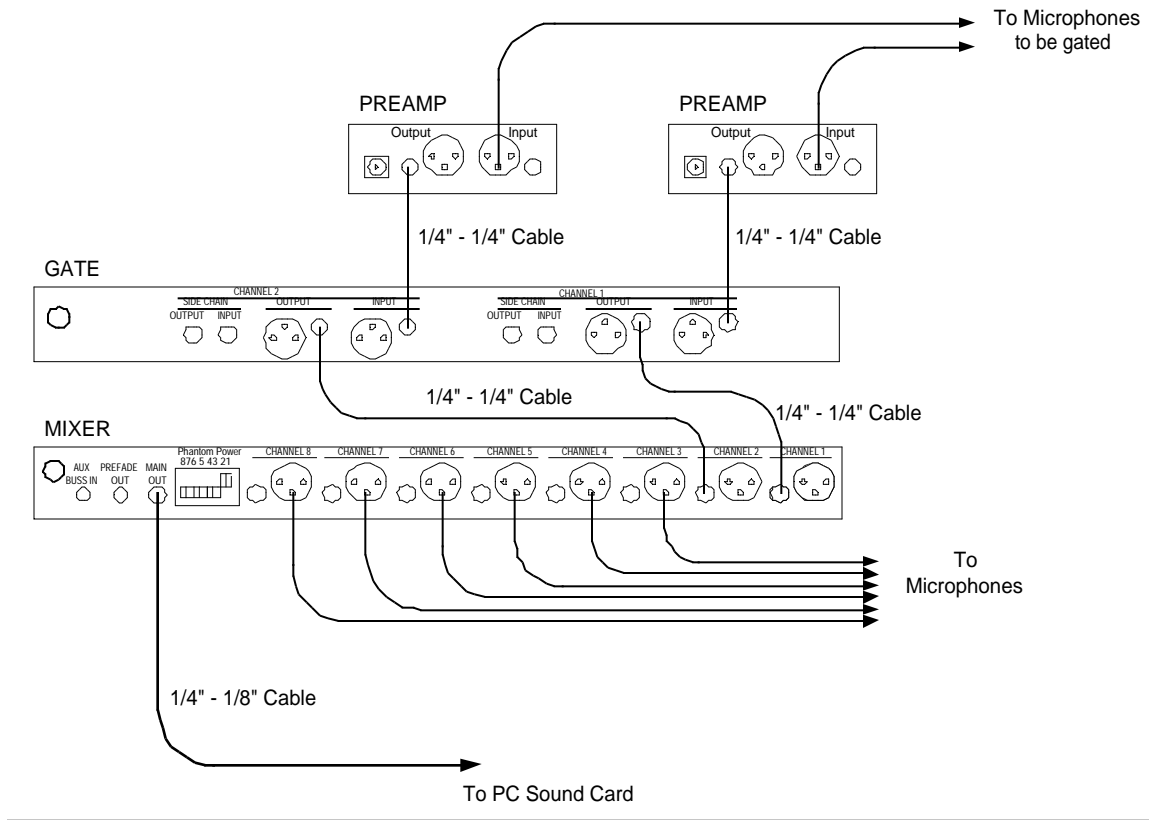 To Microphones
to be gated
PREAMP
PREAMP
Output
Input
Output
Input
1/4" - 1/4" Cable
1/4" - 1/4" Cable
GATE
CHANNEL 2
CHANNEL 1
SIDE CHAIN
OUTPUT
INPUT
SIDE CHAIN
OUTPUT
INPUT
OUTPUT INPUT
OUTPUT INPUT
1/4" - 1/4" Cable
1/4" - 1/4" Cable
MIXER
Phantom Power
876 5 43 21
CHANNEL 8
CHANNEL 7
CHANNEL 6
CHANNEL 5
CHANNEL 4
CHANNEL 3
CHANNEL 2
CHANNEL 1
AUX
BUSS IN
PREFADE
OUT
MAIN
OUT
To
Microphones
1/4" - 1/8" Cable
To PC Sound Card